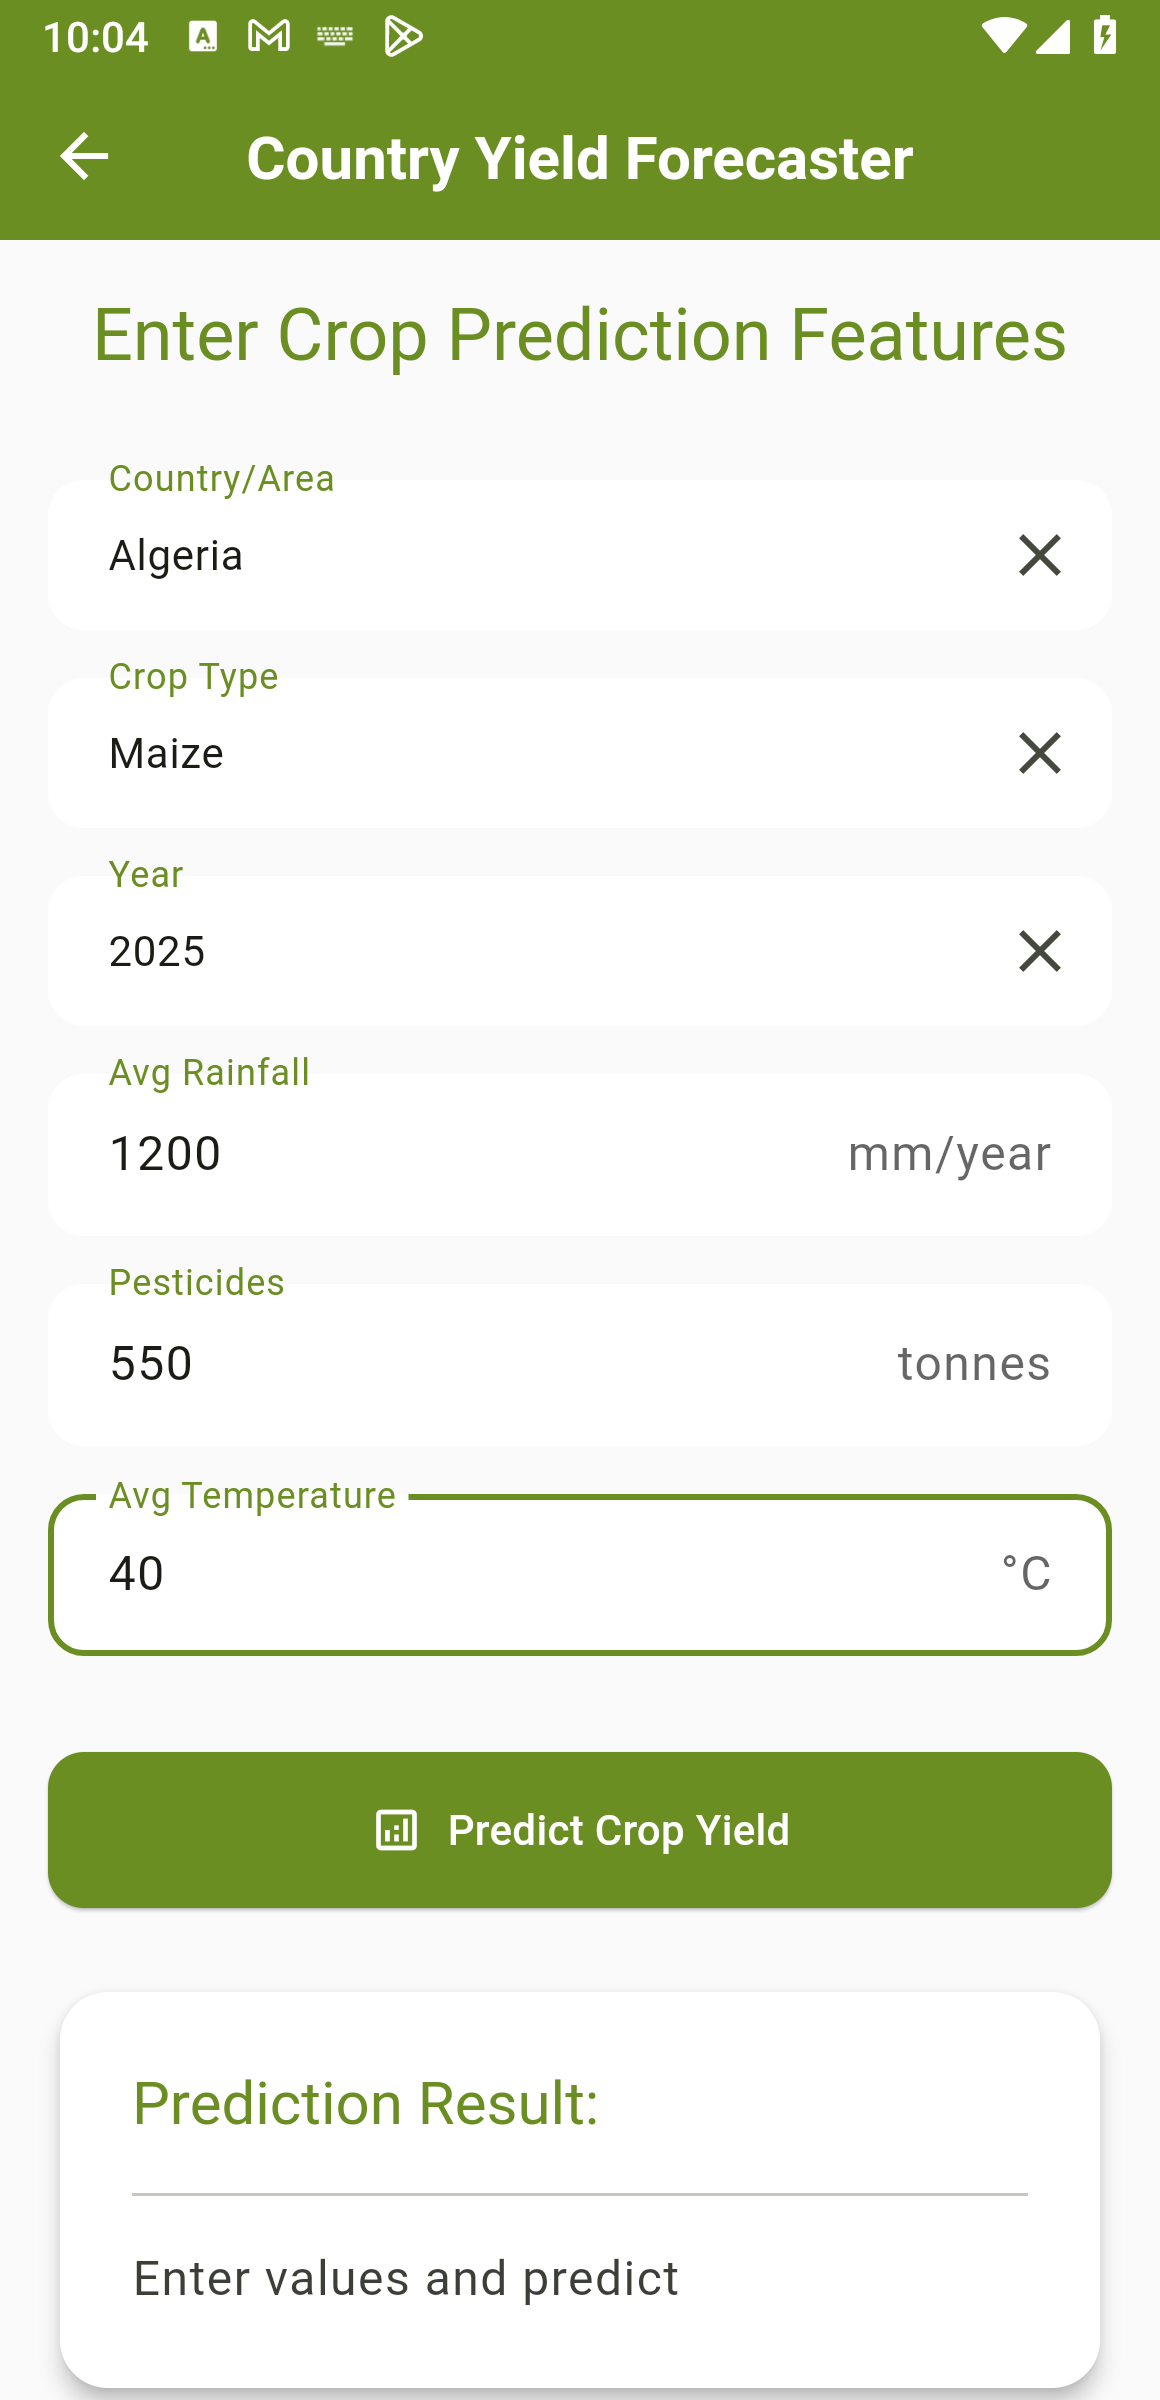 10:04
Country Yield Forecaster
Enter Crop Prediction Features
Country/Area
Algeria
Crop Type
Maize
Year
2025
Avg Rainfall
1200 mm/year
Pesticides
550 tonnes
Avg Temperature
40 °C
Predict Crop Yield
Prediction Result:
Enter values and predict